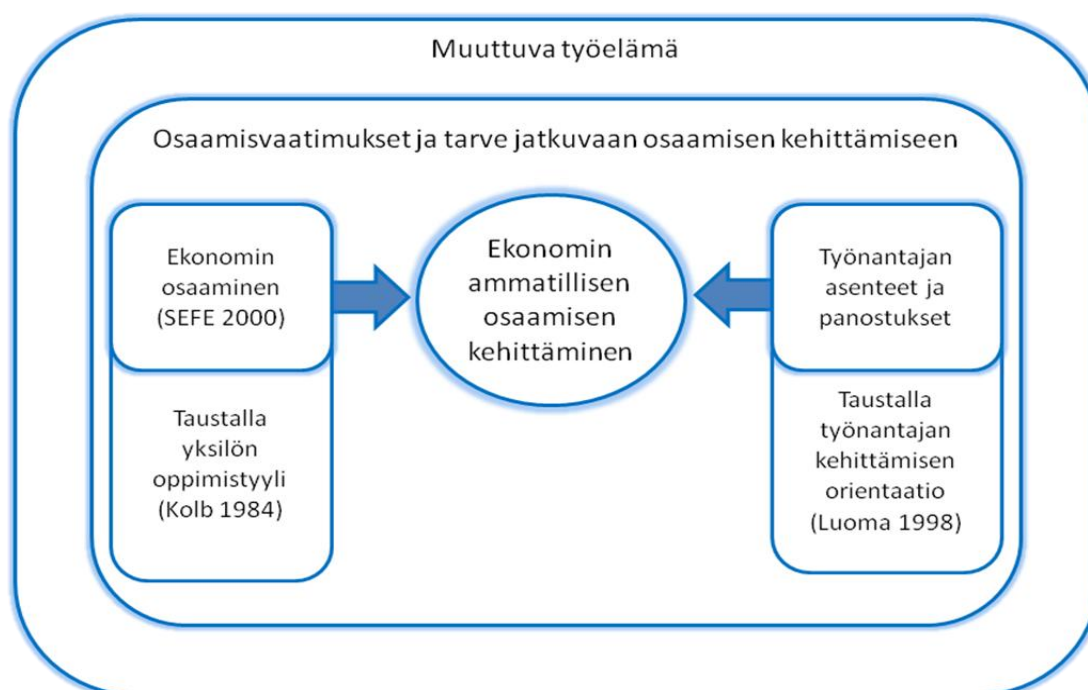 Muuttuva työelämä
Osaamisvaatimukset ja tarve jatkuvaan osaamisen kehittämiseen
Ekonomin
osaaminen
(SEFE 2000)
Taustalla
yksilön
oppimistyyli
(Kolb 1984)
Ekonomin
ammatillisen
osaamisen
kehittäminen
Työnantajan
asenteet ja
panostukset
Taustalla
työnantajan
kehittämisen
orientaatio
(Luoma 1998)